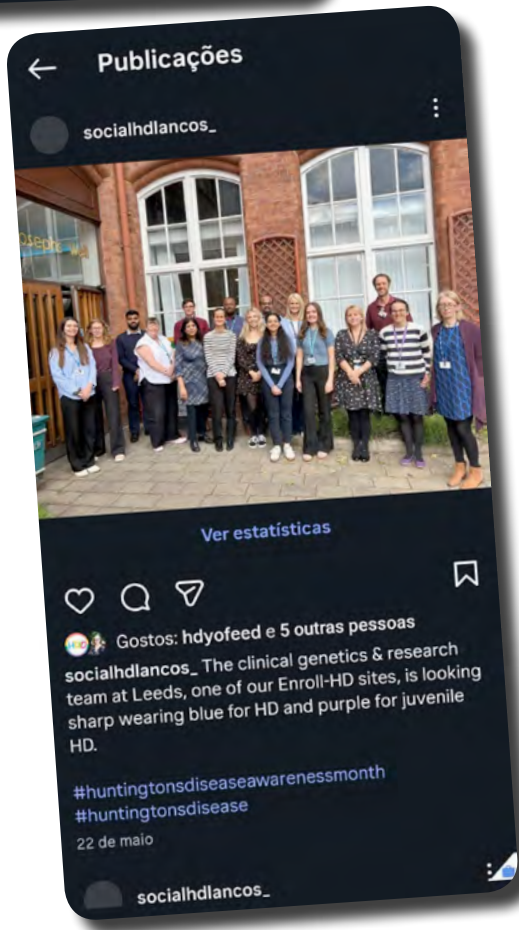 Publicações
socialhdlancos_
Ver estatísticas
Gostos: hdyofeed e 5 outras pessoas
socialhdlancos_ The clinical genetics & research
team at Leeds, one of our Enroll-HD sites, is looking
sharp wearing blue for HD and purple for juvenile
HD.
#huntingtonsdiseaseawarenessmonth
#huntingtonsdisease
22 de maio
socialhdlancos_